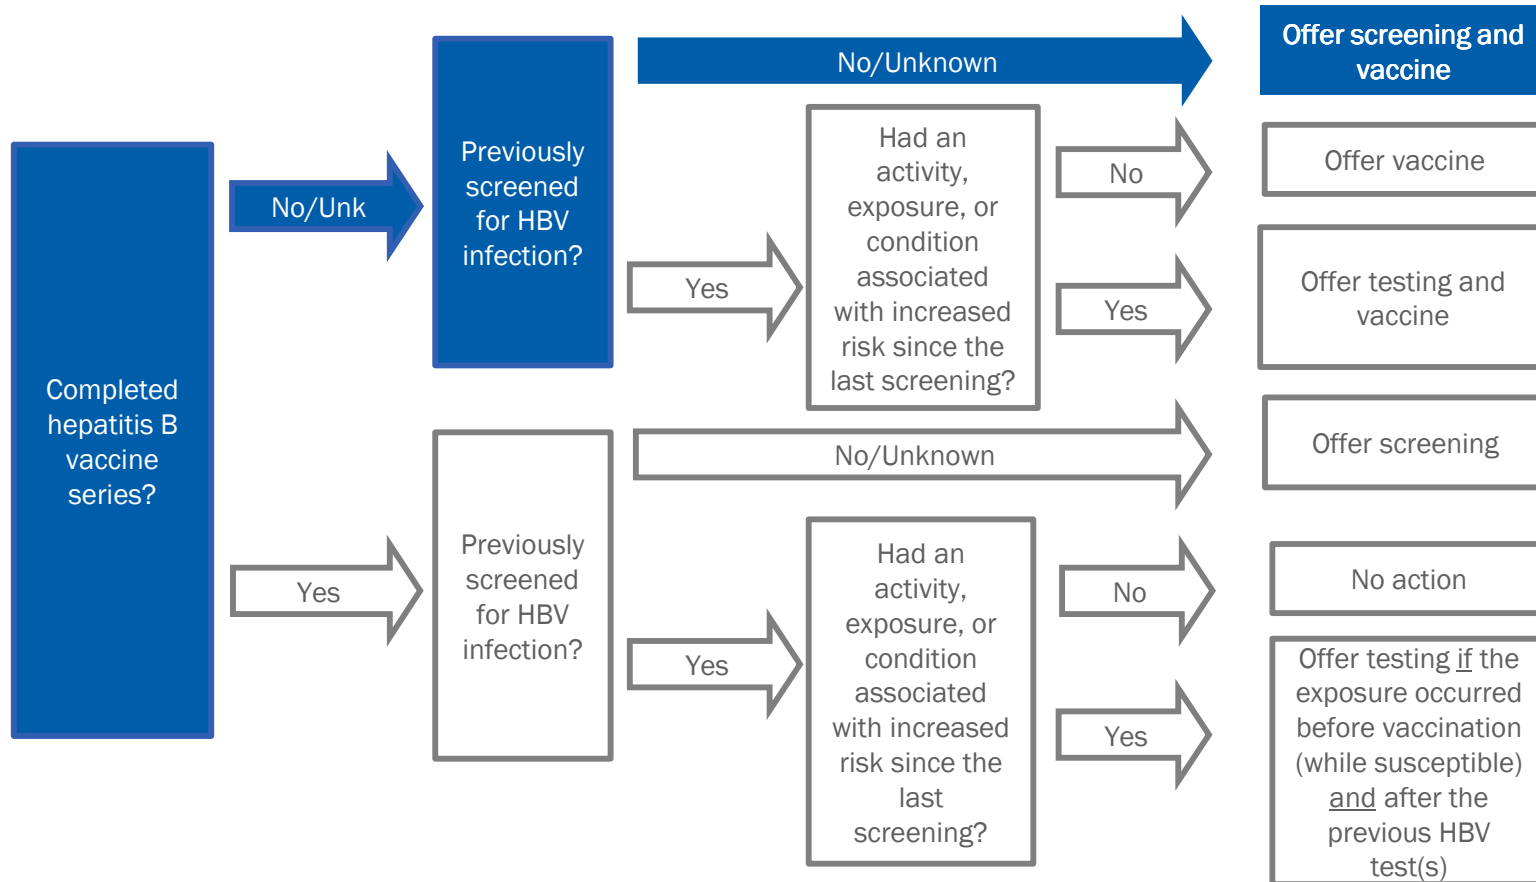 Completed
hepatitis B
vaccine
series?
No/Unk
Previously
screened
for HBV
infection?
No/Unknown
Offer screening and
vaccine
Yes
Had an
activity,
exposure, or
condition
associated
with increased
risk since the
last screening?
No
Offer vaccine
Yes
Offer testing and
vaccine
Yes
Previously
screened
for HBV
infection?
No/Unknown
Offer screening
Yes
Had an
activity,
exposure, or
condition
associated
with increased
risk since the
last
screening?
No
No action
Yes
Offer testing if the
exposure occurred
before vaccination
(while susceptible)
and after the
previous HBV
test(s)